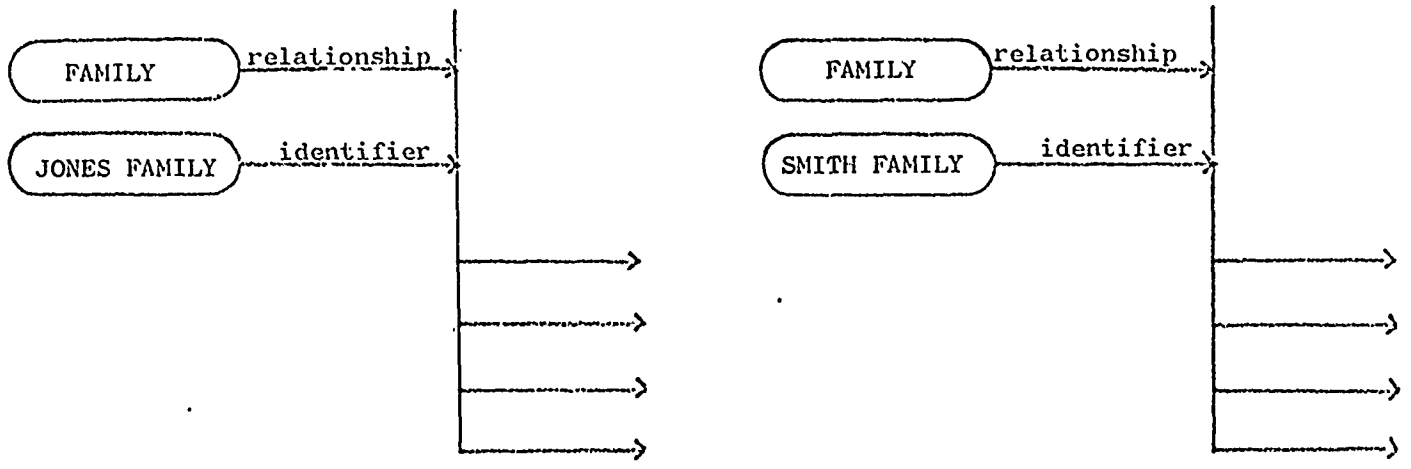 FAMILY relationship
JONES FAMILY identifier
FAMILY relationship
SMITH FAMILY identifier